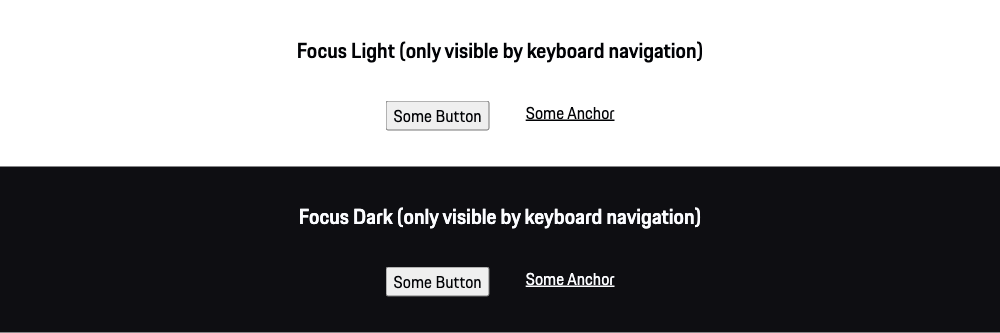 Focus Light (only visible by keyboard navigation)
Some Button Some Anchor
Focus Dark (only visible by keyboard navigation)
Some Button Some Anchor